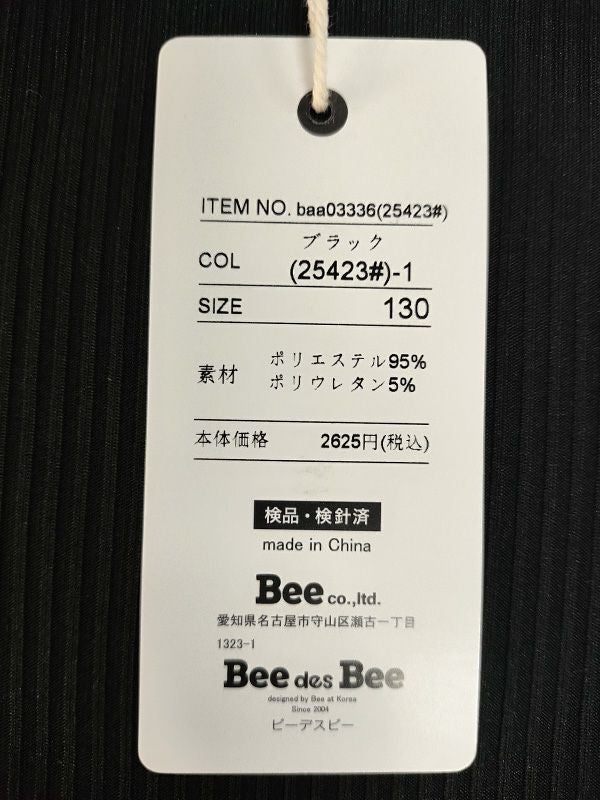 ITEM NO. baa03336(25423#)
ブラック
COL (25423#)-1
SIZE 130
素材 ポリエステル95%
ポリウレタン5%
本体価格 2625円(税込)
検品・検針済
made in China
Bee co.,ltd.
愛知県名古屋市守山区瀬古一丁目
1323-1
Bee des Bee
designed by Bee at Korea
Since 2004
ビーデスビー